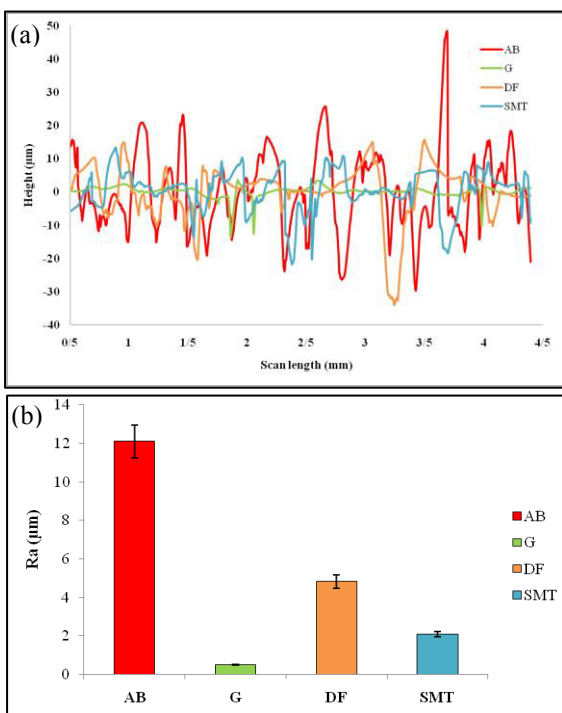 (a)
50
40
30
20
10
0
-10
-20
-30
-40
Height (µm)
AB
G
DF
SMT
0/5 1 1/5 2 2/5 3 3/5 4 4/5
Scan length (mm)
(b)
14
12
10
8
6
4
2
0
Ra (µm)
AB
G
DF
SMT
AB G DF SMT